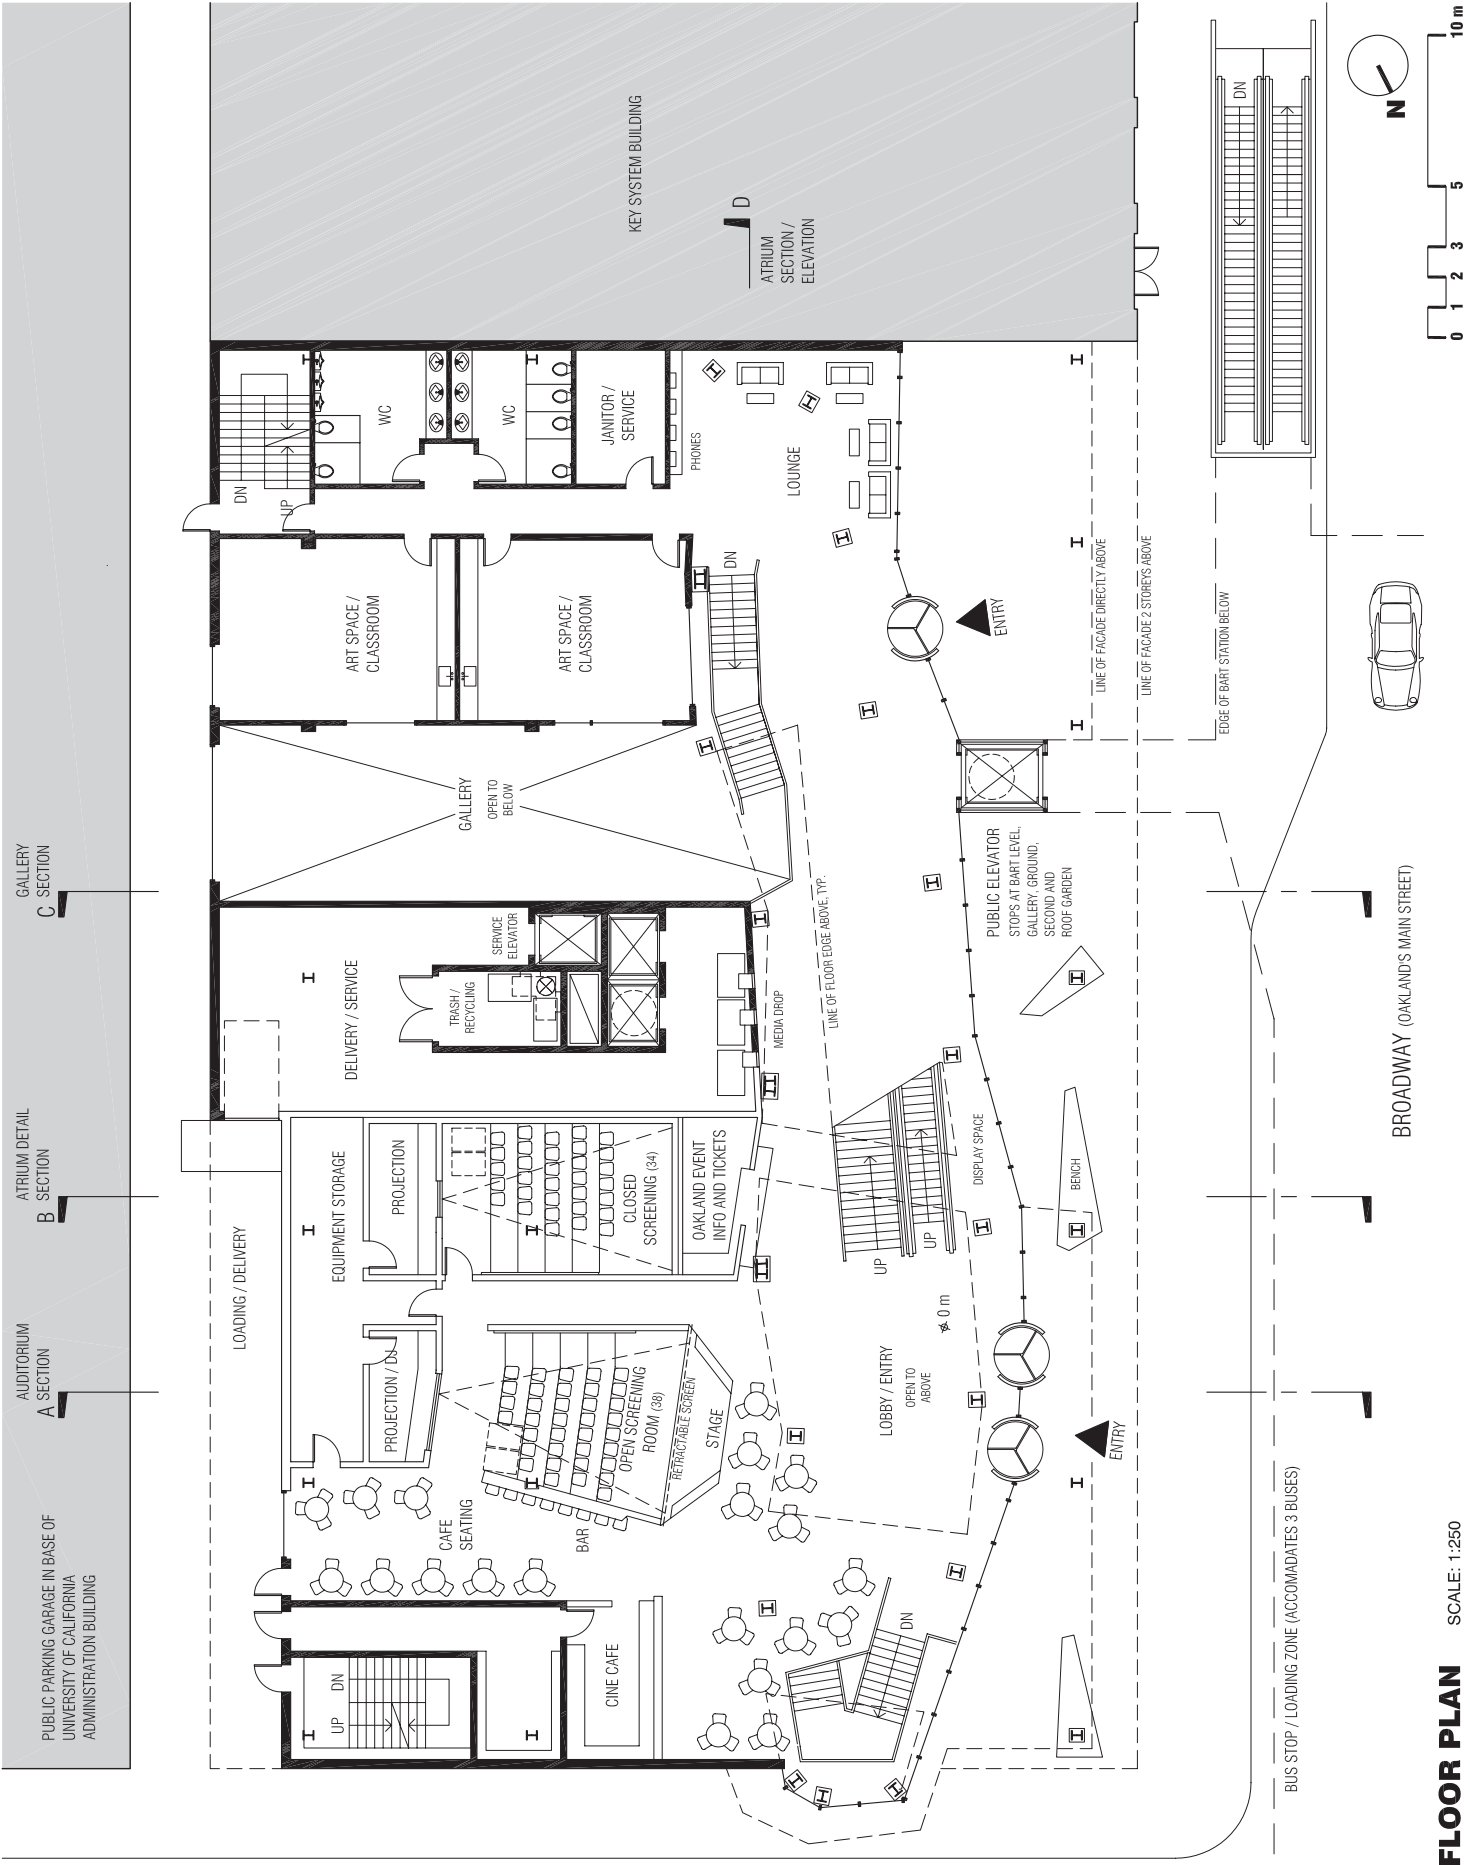 PUBLIC PARKING GARAGE IN BASE OF
UNIVERSITY OF CALIFORNIA
ADMINISTRATION BUILDING
AUDITORIUM
A SECTION
ATRIUM DETAIL
B SECTION
GALLERY
C SECTION
LOADING / DELIVERY
UP
DN
CAFE
SEATING
BAR
CINE CAFE
PROJECTION / DJ
EQUIPMENT STORAGE
PROJECTION
OPEN SCREENING
ROOM (38)
RETRACTABLE SCREEN
STAGE
CLOSED
SCREENING (34)
OAKLAND EVENT
INFO AND TICKETS
DELIVERY / SERVICE
TRASH /
RECYCLING
SERVICE
ELEVATOR
MEDIA DROP
GALLERY
OPEN TO
BELOW
ART SPACE /
CLASSROOM
ART SPACE /
CLASSROOM
DN
UP
WC
WC
JANITOR /
SERVICE
PHONES
LOUNGE
DN
KEY SYSTEM BUILDING
D
ATRIUM
SECTION /
ELEVATION
LINE OF FLOOR EDGE ABOVE, TYP.
LOBBY / ENTRY
OPEN TO
ABOVE
0 m
UP
UP
DISPLAY SPACE
DN
PUBLIC ELEVATOR
STOPS AT BART LEVEL,
GALLERY, GROUND,
SECOND AND
ROOF GARDEN
ENTRY
ENTRY
BENCH
LINE OF FACADE DIRECTLY ABOVE
LINE OF FACADE 2 STOREYS ABOVE
EDGE OF BART STATION BELOW
DN
BUS STOP / LOADING ZONE (ACCOMADATES 3 BUSES)
BROADWAY (OAKLAND'S MAIN STREET)
N
FLOOR PLAN
SCALE: 1:250
0 1 2 3 5 10 m